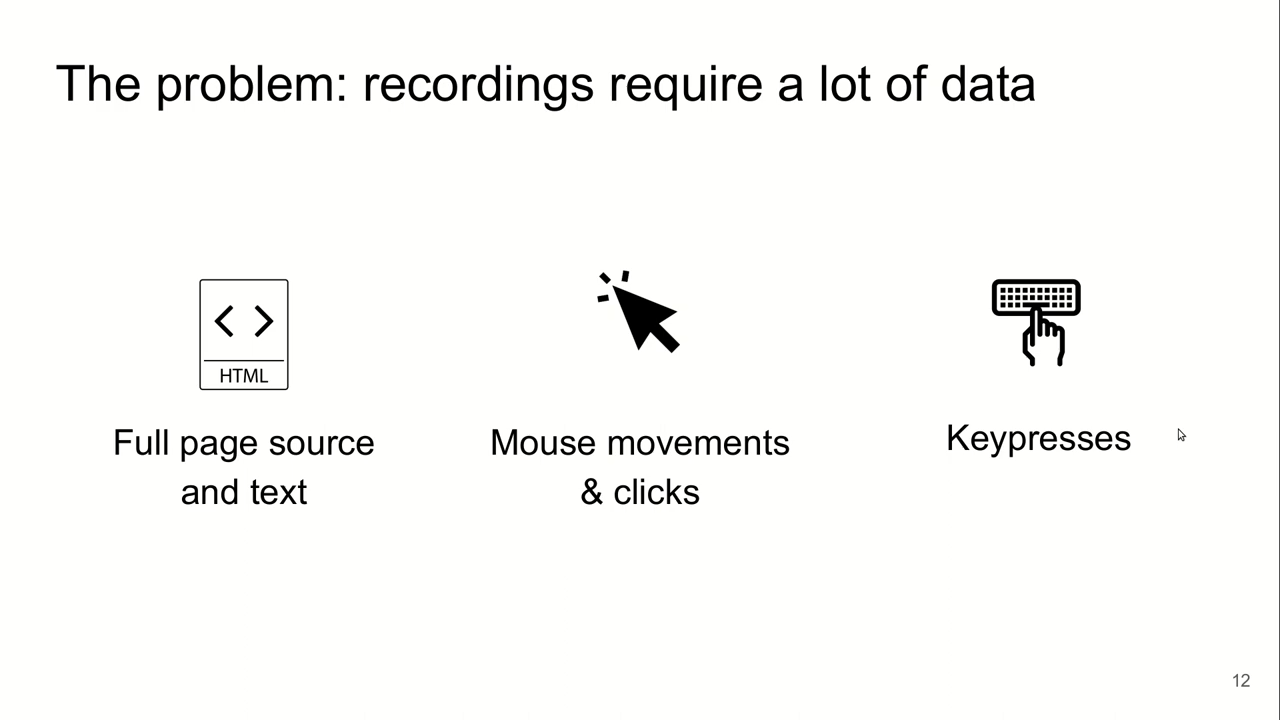 The problem: recordings require a lot of data
HTML
Full page source
and text
Mouse movements
& clicks
Keypresses
12